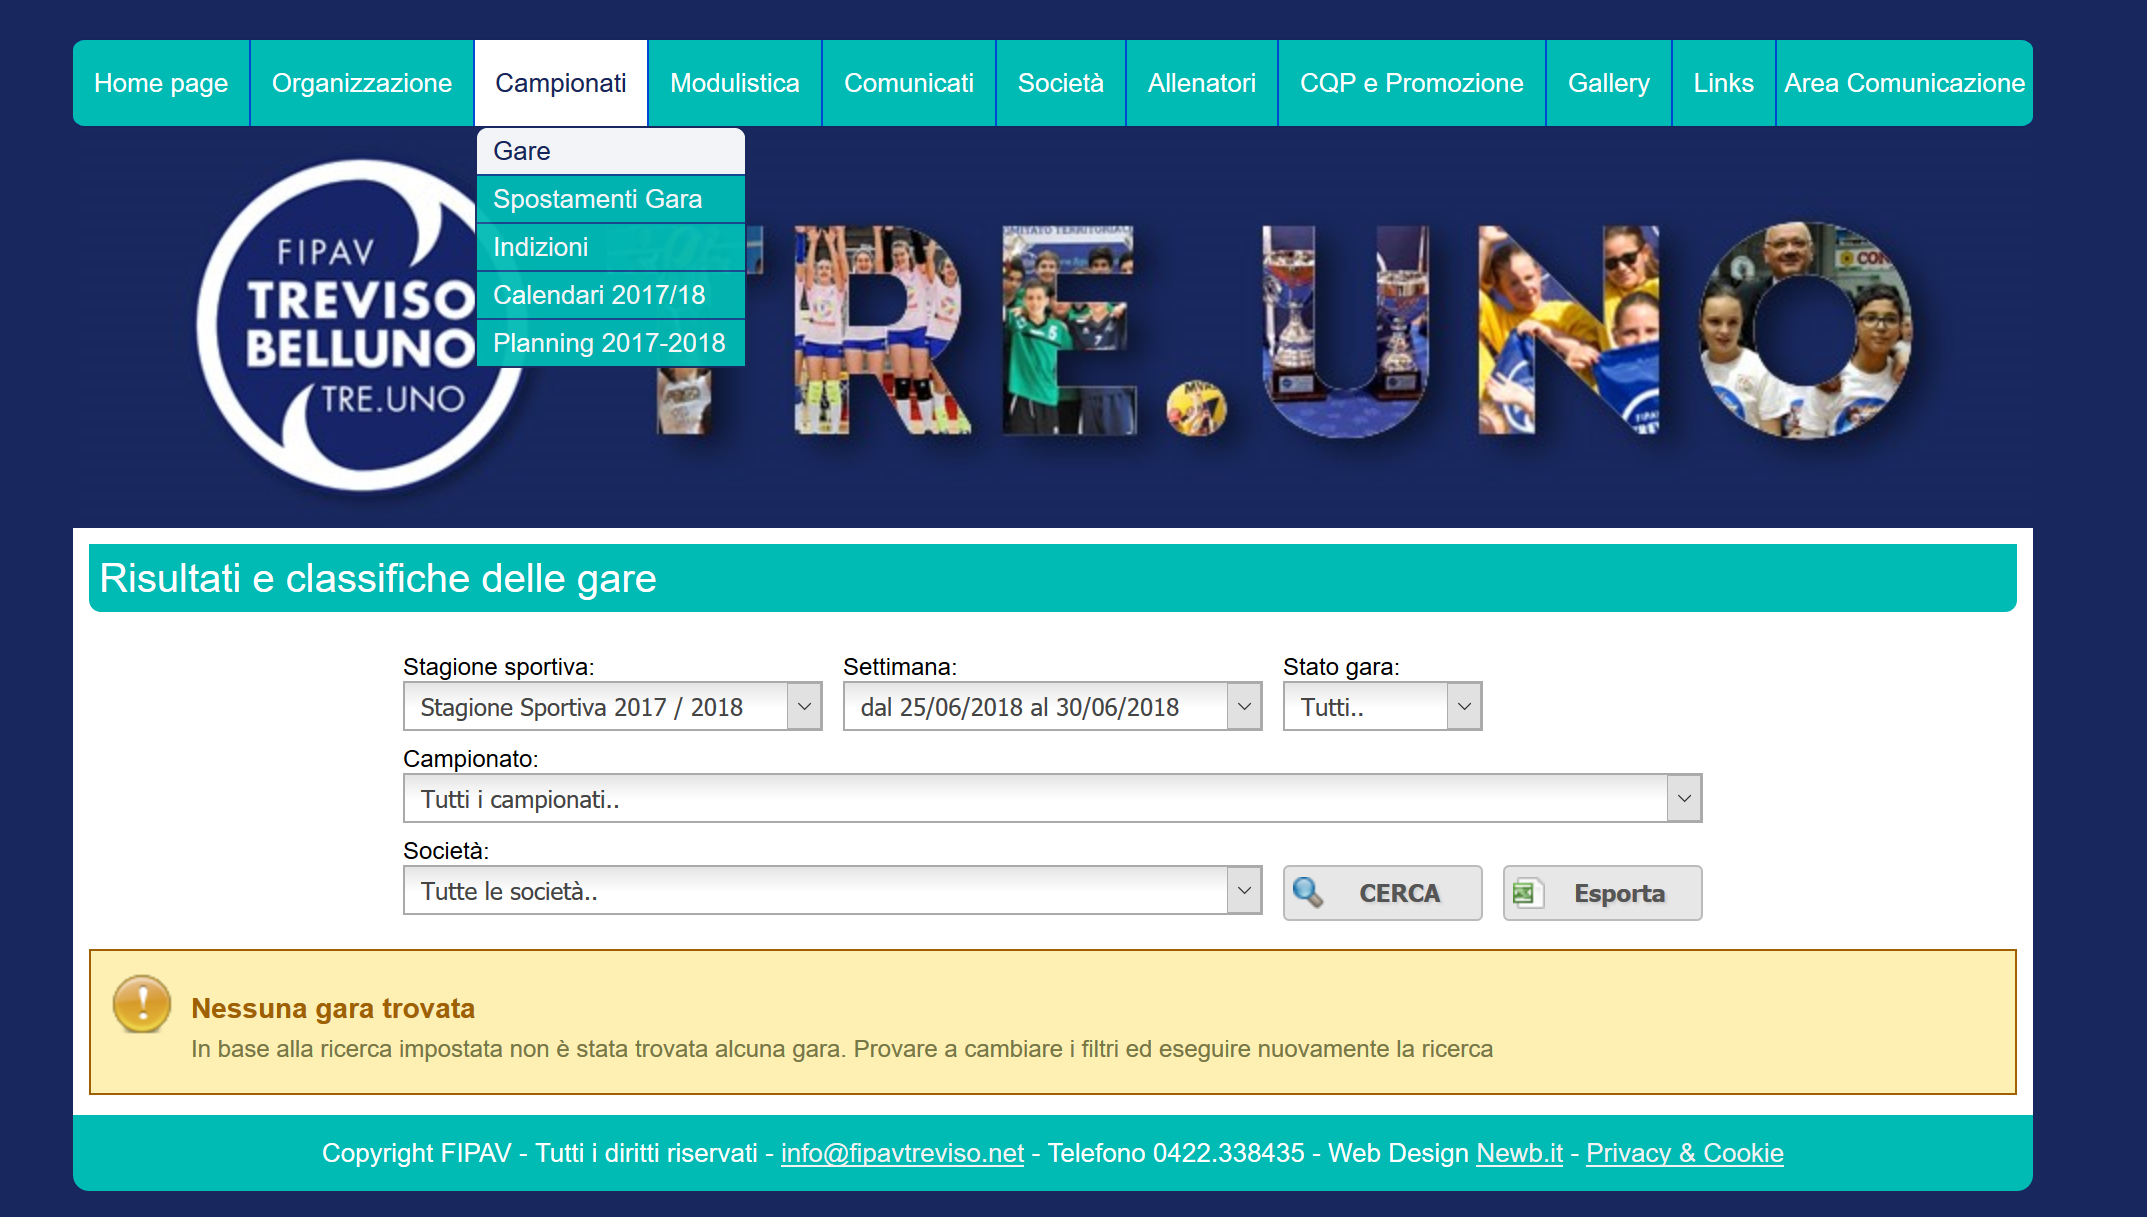 Home page Organizzazione Campionati Modulistica Comunicati Società Allenatori CQP e Promozione Gallery Links Area Comunicazione
Gare
Spostamenti Gara
Indizioni
Calendari 2017/18
Planning 2017-2018
FIPAV
TREVISO
BELLUNO
TRE.UNO
TRE.UNO
Risultati e classifiche delle gare
Stagione sportiva: Settimana: Stato gara:
Stagione Sportiva 2017 / 2018 dal 25/06/2018 al 30/06/2018 Tutti..
Campionato:
Tutti i campionati..
Società:
Tutte le società.. CERCA Esporta
Nessuna gara trovata
In base alla ricerca impostata non è stata trovata alcuna gara. Provare a cambiare i filtri ed eseguire nuovamente la ricerca
Copyright FIPAV - Tutti i diritti riservati - info@fipavtreviso.net - Telefono 0422.338435 - Web Design Newb.it - Privacy & Cookie